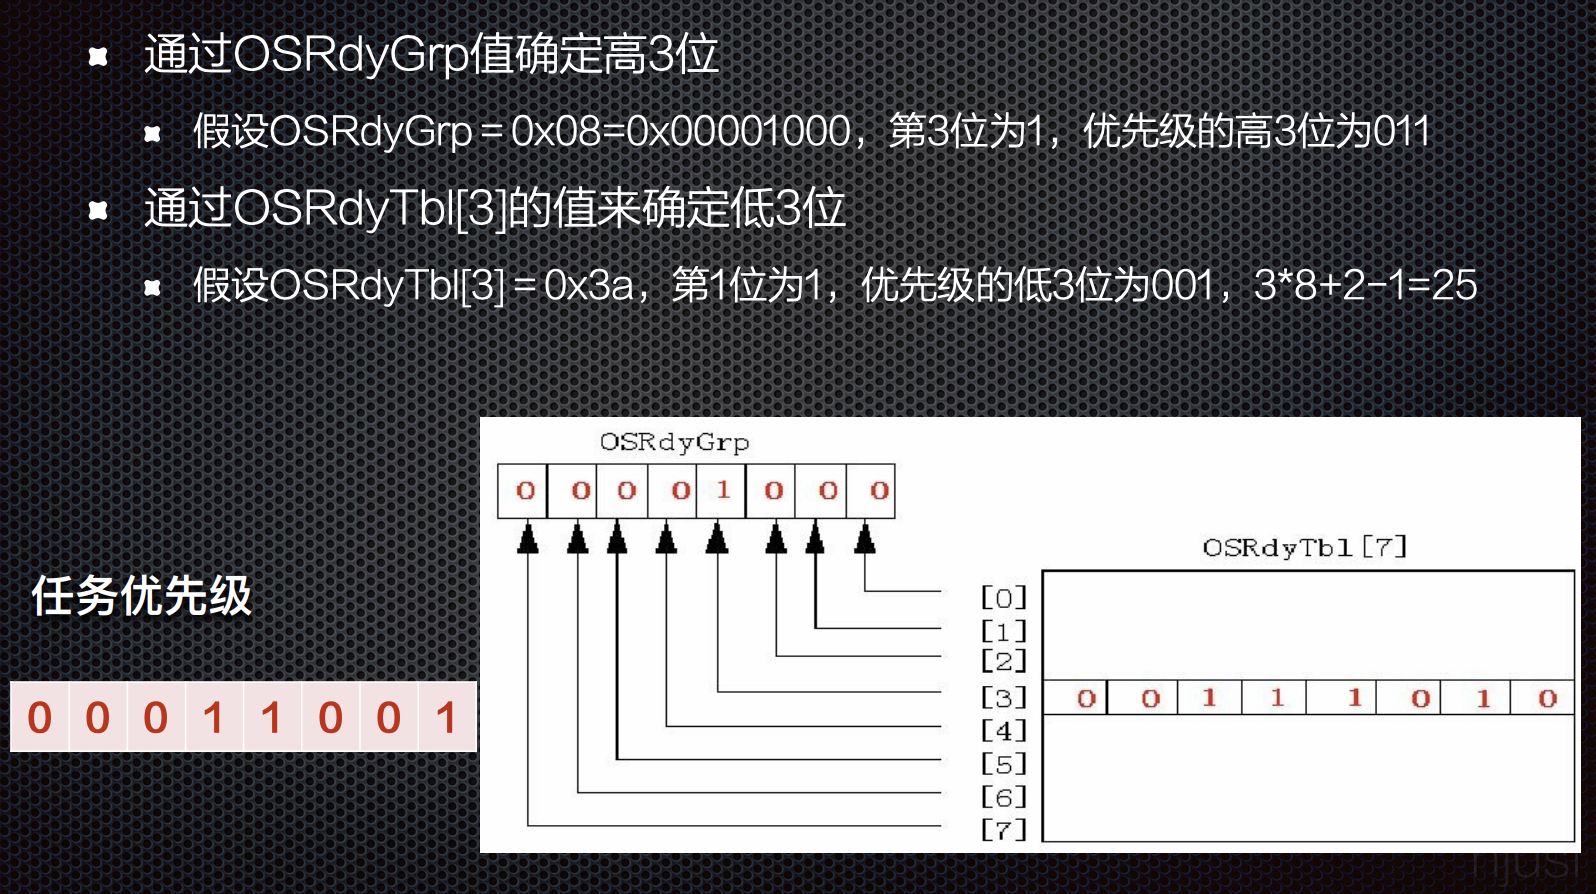 通过OSRdyGrp值确定高3位
假设OSRdyGrp = 0x08=0x00001000，第3位为1，优先级的高3位为011
通过OSRdyTbl[3]的值来确定低3位
假设OSRdyTbl[3] = 0x3a，第1位为1，优先级的低3位为001，3*8+2-1=25
OSRdyGrp
0 0 0 0 1 0 0 0
OSRdyTbl[7]
任务优先级
[0]
[1]
[2]
[3] 0 0 1 1 1 0 1 0
0 0 0 1 1 0 0 1
[4]
[5]
[6]
[7]